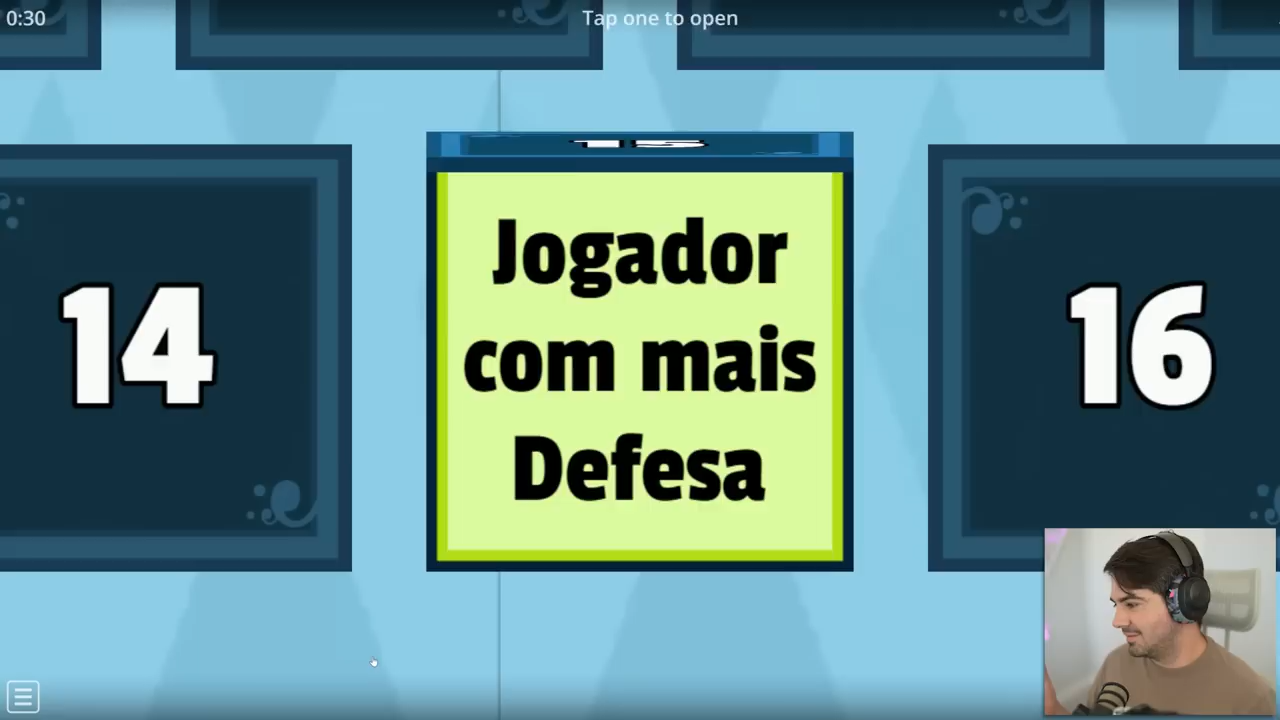 0:30
Tap one to open
14
Jogador
com mais
Defesa
16